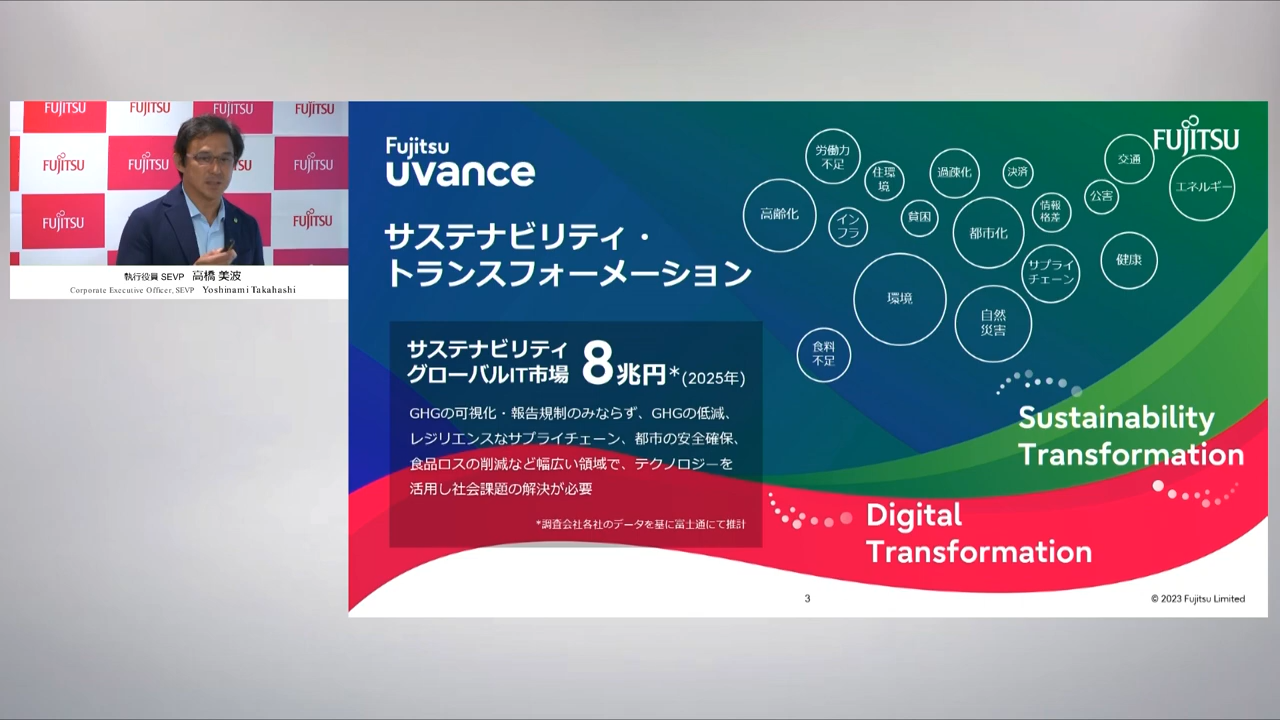 FUJITSU FUJITSU FUJITSU FUJITSU
FUJITSU FUJITSU FUJITSU
FUJITSU FUJITSU
執行役員 SEVP 高橋 美波
Corporate Executive Officer, SEVP Yoshinami Takahashi
Fujitsu
uvance
FUJITSU
サステナビリティ・
トランスフォーメーション
サステナビリティ
グローバルIT市場 8兆円*(2025年)
GHGの可視化・報告規制のみならず、GHGの低減、
レジリエンスなサプライチェーン、都市の安全確保、
食品ロスの削減など幅広い領域で、テクノロジーを
活用し社会課題の解決が必要
*調査会社各社のデータを基に富士通にて推計
労働力
不足
住環
境
過疎化
決済
交通
エネルギー
高齢化
イン
フラ
貧困
都市化
情報
格差
公害
サプライ
チェーン
健康
環境
自然
災害
食料
不足
Sustainability
Transformation
Digital
Transformation
3
© 2023 Fujitsu Limited